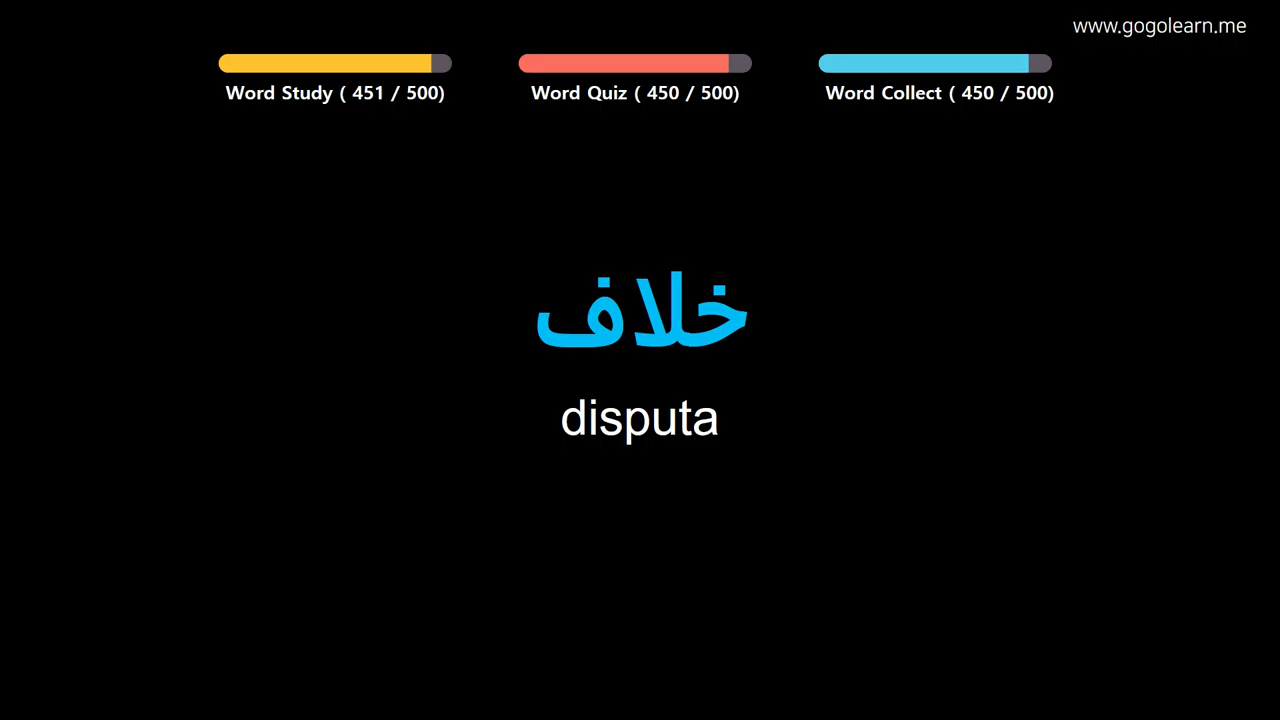 www.gogolearn.me
Word Study ( 451 / 500)
Word Quiz ( 450 / 500)
Word Collect ( 450 / 500)
خلاف
disputa